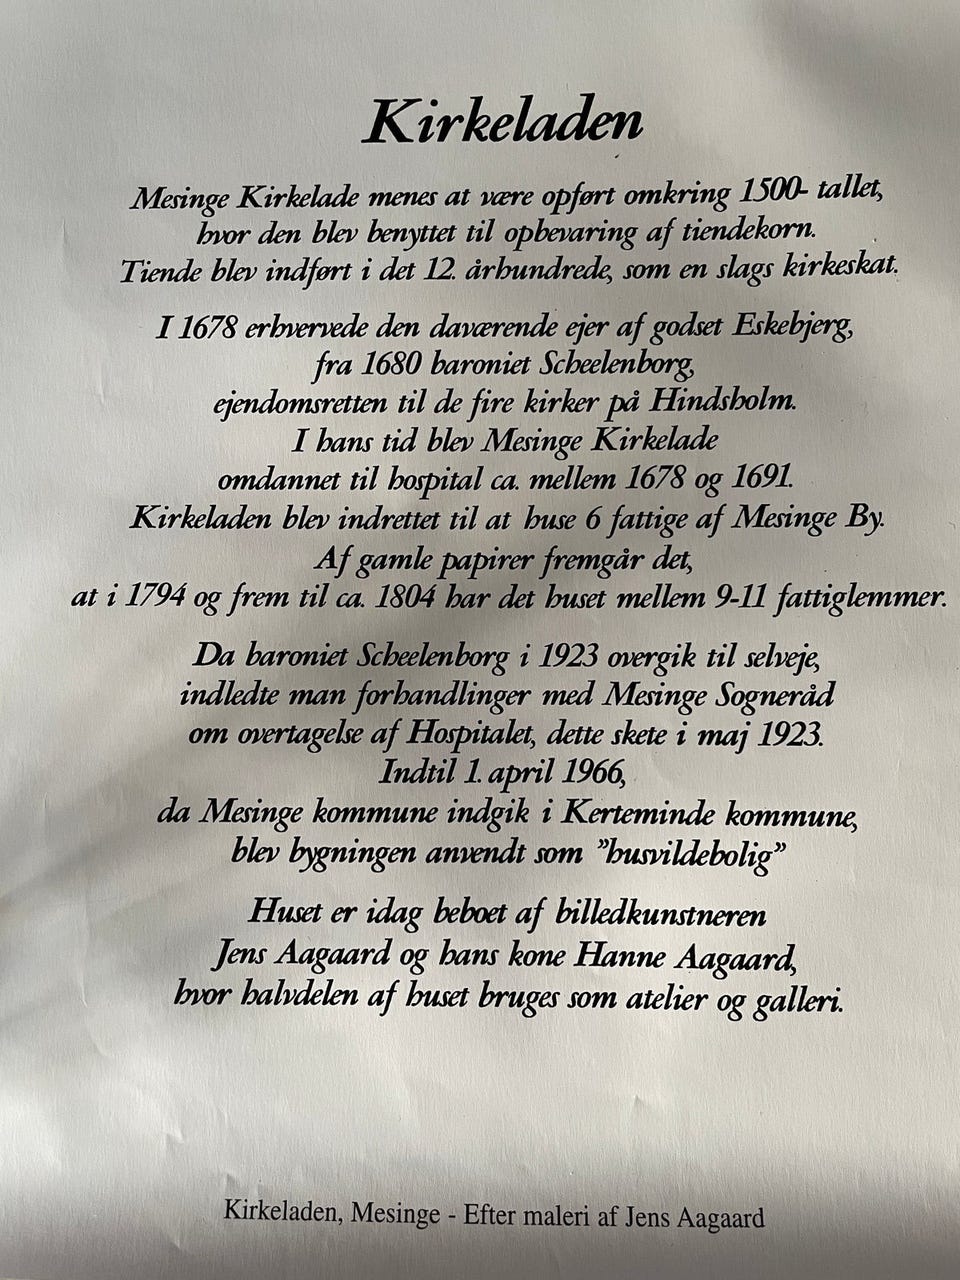 Kirkeladen
Mesinge Kirkelade menes at være opført omkring 1500- tallet,
hvor den blev benyttet til opbevaring af tiendekorn.
Tiende blev indført i det 12. århundrede, som en slags kirkeskat.
I 1678 erhvervede den daværende ejer af godset Eskebjerg,
fra 1680 baroniet Scheelenborg,
ejendomsretten til de fire kirker på Hindsholm.
I hans tid blev Mesinge Kirkelade
omdannet til hospital ca. mellem 1678 og 1691.
Kirkeladen blev indrettet til at huse 6 fattige af Mesinge By.
Af gamle papirer fremgår det,
at i 1794 og frem til ca. 1804 har det huset mellem 9-11 fattiglemmer.
Da baroniet Scheelenborg i 1923 overgik til selveje,
indledte man forhandlinger med Mesinge Sogneråd
om overtagelse af Hospitalet, dette skete i maj 1923.
Indtil 1. april 1966,
da Mesinge kommune indgik i Kerteminde kommune,
blev bygningen anvendt som ”husvildebolig”
Huset er idag beboet af billedkunstneren
Jens Aagaard og hans kone Hanne Aagaard,
hvor halvdelen af huset bruges som atelier og galleri.
Kirkeladen, Mesinge - Efter maleri af Jens Aagaard